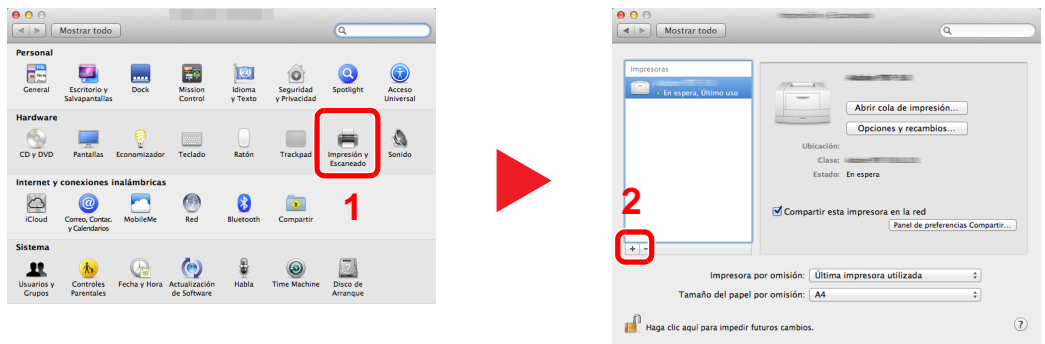 Mostrar todo
Personal
General
Escritorio y
Salvapantallas
Dock
Mission
Control
Idioma
y Texto
Seguridad
y Privacidad
Spotlight
Acceso
Universal
Hardware
CD y DVD
Pantallas
Economizador
Teclado
Ratón
Trackpad
Impresión y
Escaneado
Sonido
Internet y conexiones inalámbricas
iCloud
Correo, Contac.
y Calendarios
MobileMe
Red
Bluetooth
Compartir
1
Sistema
Usuarios y
Grupos
Controles
Parentales
Fecha y Hora
Actualización
de Software
Habla
Time Machine
Disco de
Arranque
Mostrar todo
Impresoras
En espera, Último uso
Abrir cola de impresión...
Opciones y recambios...
Ubicación:
Clase:
Estado: En espera
2
Compartir esta impresora en la red
Panel de preferencias Compartir...
+ -
Impresora por omisión: Última impresora utilizada
Tamaño del papel por omisión: A4
Haga clic aquí para impedir futuros cambios.
?